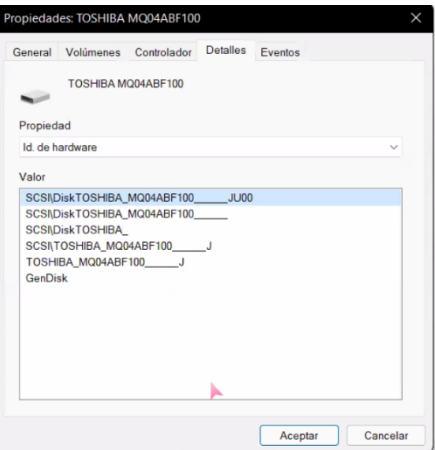 Propiedades: TOSHIBA MQ04ABF100
General Volúmenes Controlador Detalles Eventos
TOSHIBA MQ04ABF100
Propiedad
Id. de hardware
Valor
SCSI\DiskTOSHIBA_MQ04ABF100______JU00
SCSI\DiskTOSHIBA_MQ04ABF100______
SCSI\DiskTOSHIBA_
SCSI\TOSHIBA_MQ04ABF100______J
TOSHIBA_MQ04ABF100______J
GenDisk
Aceptar Cancelar